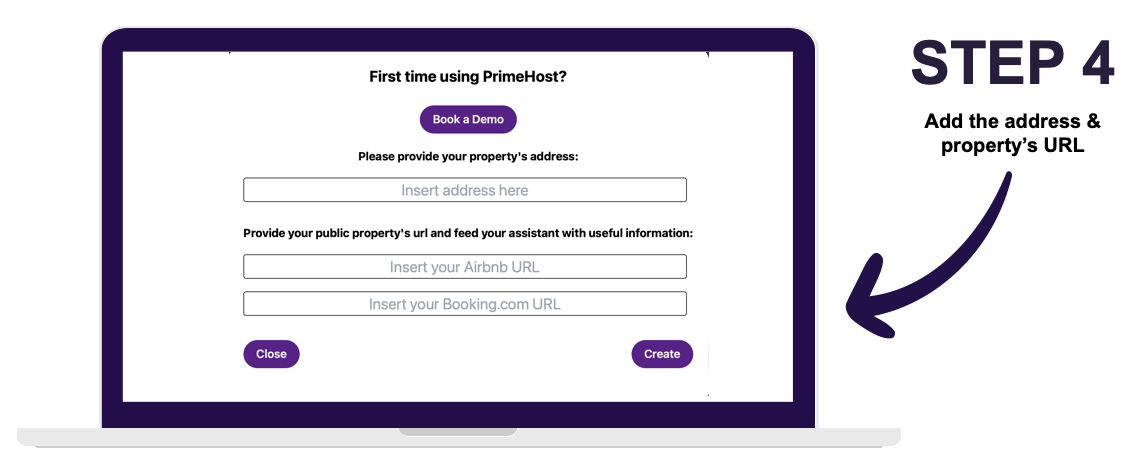 First time using PrimeHost?
Book a Demo
Please provide your property's address:
Insert address here
Provide your public property's url and feed your assistant with useful information:
Insert your Airbnb URL
Insert your Booking.com URL
Close
Create
STEP 4
Add the address &
property’s URL